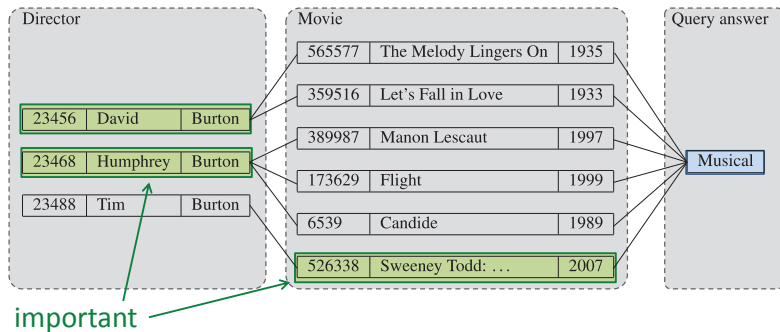 Director
Movie
Query answer
565577 The Melody Lingers On 1935
359516 Let's Fall in Love 1933
23456 David Burton
389987 Manon Lescaut 1997
23468 Humphrey Burton
Musical
173629 Flight 1999
23488 Tim Burton
6539 Candide 1989
526338 Sweeney Todd: ... 2007
important